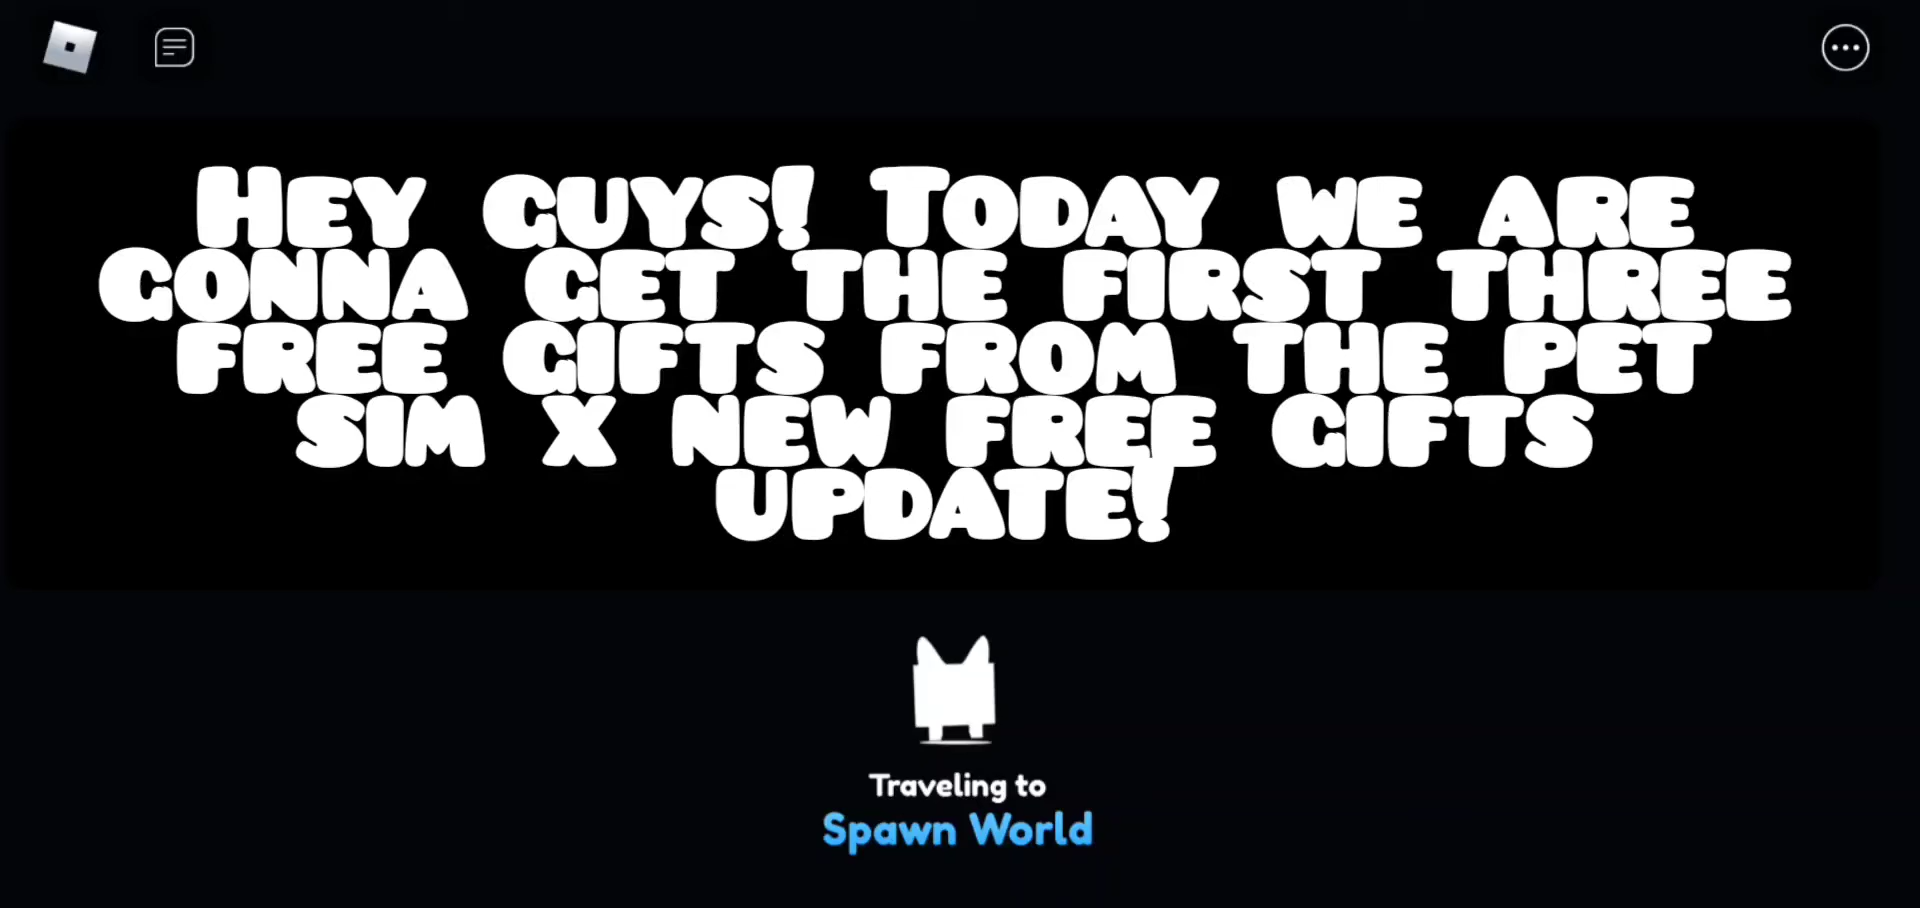 Hey guys! Today we are
gonna get the first three
free gifts from the pet
sim x new free gifts
update!
Traveling to
Spawn World